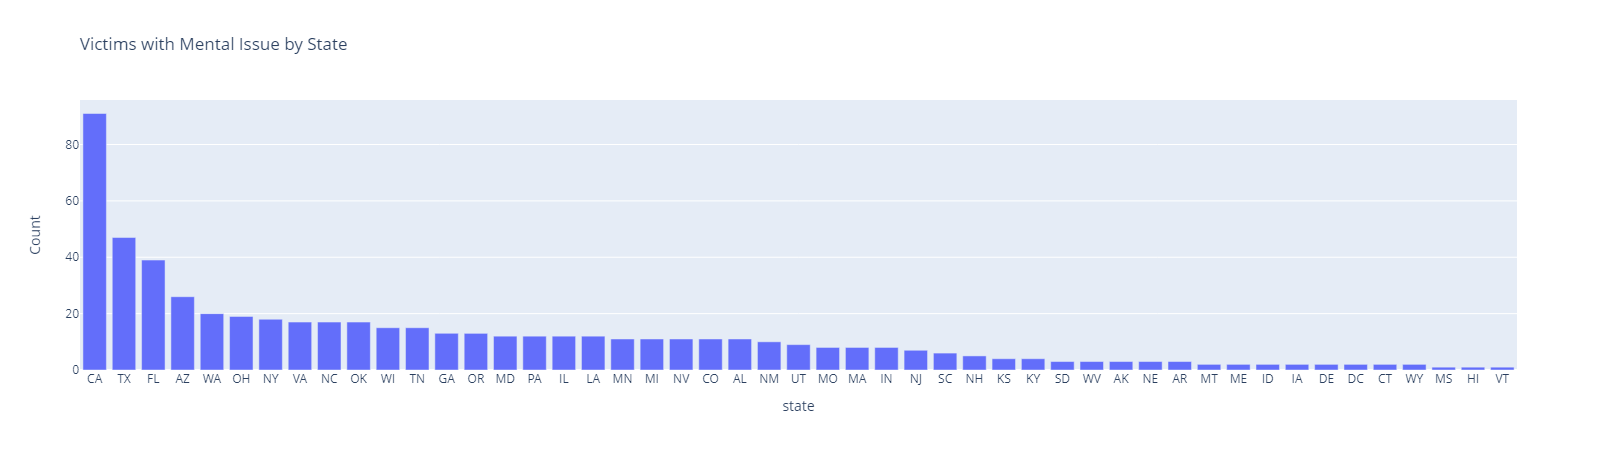 Victims with Mental Issue by State
Count
80
60
40
20
0
CA TX FL AZ WA OH NY VA NC OK WI TN GA OR MD PA IL LA MN MI NV CO AL NM UT MO MA IN NJ SC NH KS KY SD WV AK NE AR MT ME ID IA DE DC CT WY MS HI VT
state